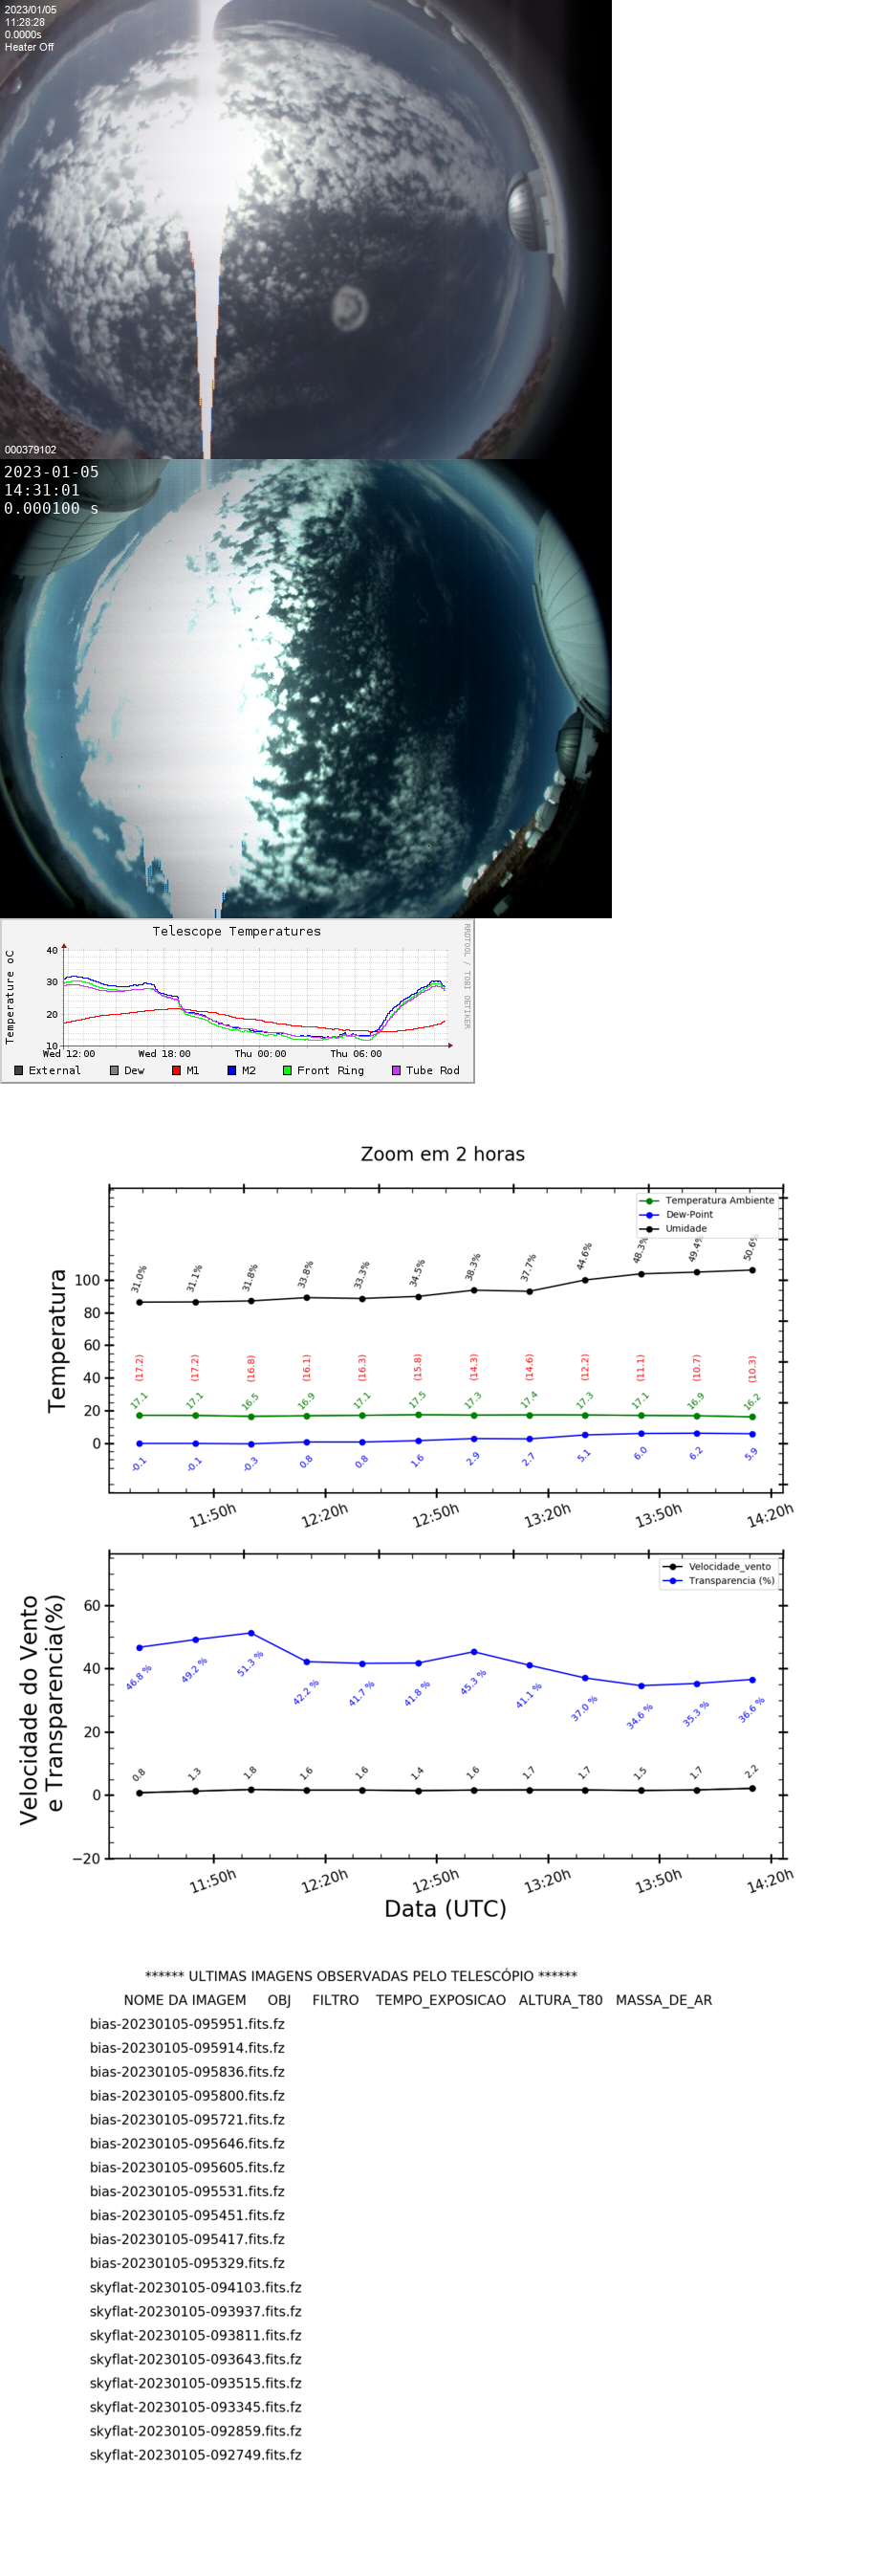 2023/01/05
11:28:28
0.0000s
Heater Off
000379102
2023-01-05
14:31:01
0.000100 s
Telescope Temperatures
RRDTOOL / TOBI OETIKER
Temperature oC
40
30
20
10
Wed 12:00 Wed 18:00 Thu 00:00 Thu 06:00
External Dew M1 M2 Front Ring Tube Rod
Zoom em 2 horas
Temperatura Ambiente
Dew-Point
Umidade
Temperatura
100
80
60
40
20
0
31.0% 31.1% 31.8% 33.8% 33.3% 34.5% 38.3% 37.7% 44.6% 48.3% 49.4% 50.6%
(17.2) (17.2) (16.8) (16.1) (16.3) (15.8) (14.3) (14.6) (12.2) (11.1) (10.7) (10.3)
17.1 17.1 16.5 16.9 17.1 17.5 17.3 17.4 17.3 17.1 16.9 16.2
-0.1 -0.1 -0.3 0.8 0.8 1.6 2.9 2.7 5.1 6.0 6.2 5.9
11:50h 12:20h 12:50h 13:20h 13:50h 14:20h
Velocidade_vento
Transparencia (%)
Velocidade do Vento
e Transparencia(%)
60
40
20
0
−20
46.8 % 49.2 % 51.3 % 42.2 % 41.7 % 41.8 % 45.3 % 41.1 % 37.0 % 34.6 % 35.3 % 36.6 %
0.8 1.3 1.8 1.6 1.6 1.4 1.6 1.7 1.7 1.5 1.7 2.2
11:50h 12:20h 12:50h 13:20h 13:50h 14:20h
Data (UTC)
****** ULTIMAS IMAGENS OBSERVADAS PELO TELESCÓPIO ******
NOME DA IMAGEM OBJ FILTRO TEMPO_EXPOSICAO ALTURA_T80 MASSA_DE_AR
bias-20230105-095951.fits.fz
bias-20230105-095914.fits.fz
bias-20230105-095836.fits.fz
bias-20230105-095800.fits.fz
bias-20230105-095721.fits.fz
bias-20230105-095646.fits.fz
bias-20230105-095605.fits.fz
bias-20230105-095531.fits.fz
bias-20230105-095451.fits.fz
bias-20230105-095417.fits.fz
bias-20230105-095329.fits.fz
skyflat-20230105-094103.fits.fz
skyflat-20230105-093937.fits.fz
skyflat-20230105-093811.fits.fz
skyflat-20230105-093643.fits.fz
skyflat-20230105-093515.fits.fz
skyflat-20230105-093345.fits.fz
skyflat-20230105-092859.fits.fz
skyflat-20230105-092749.fits.fz